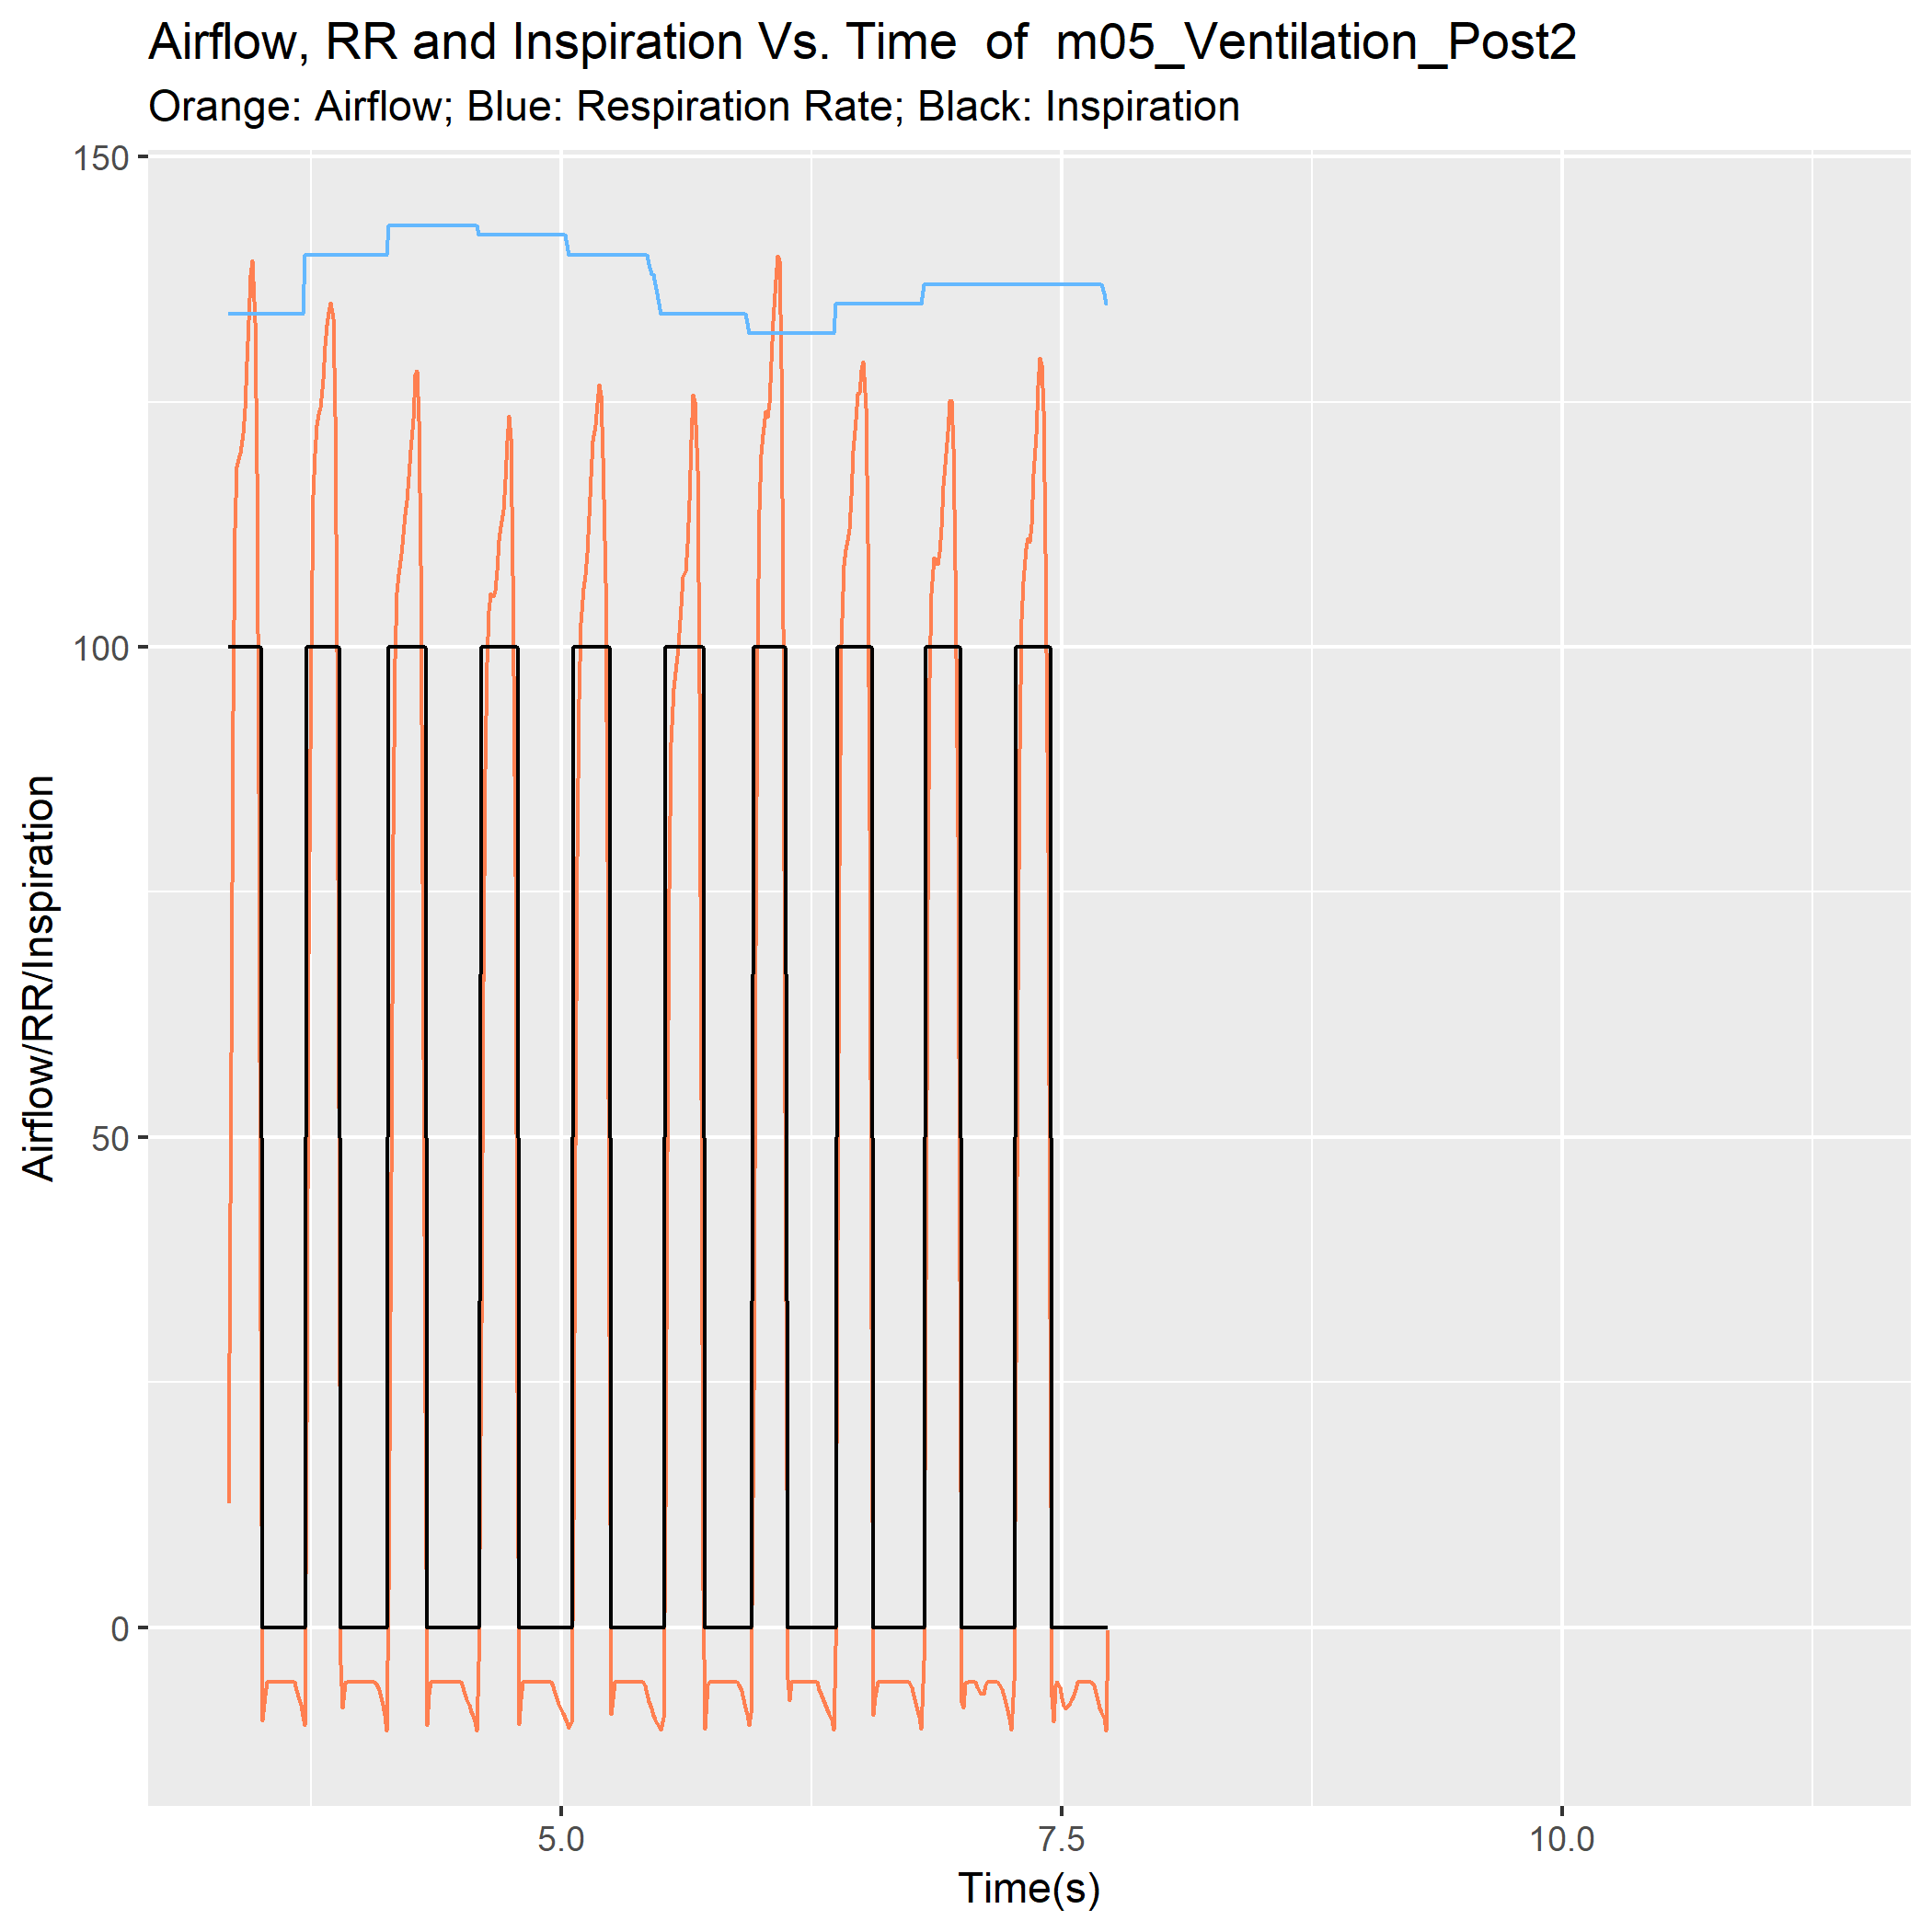 Airflow, RR and Inspiration Vs. Time  of  m05_Ventilation_Post2
Orange: Airflow; Blue: Respiration Rate; Black: Inspiration
150
100
50
0
Airflow/RR/Inspiration
5.0
7.5
10.0
Time(s)